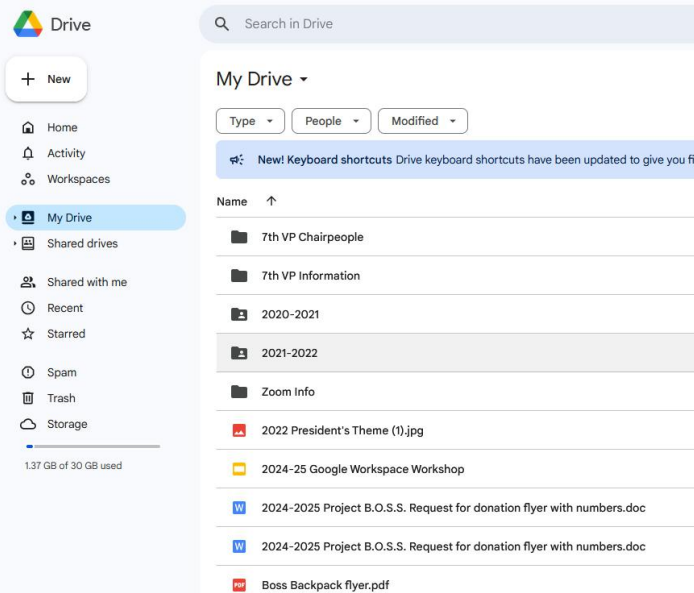 Drive
Search in Drive
New
My Drive
Type People Modified
Home
Activity
Workspaces
New! Keyboard shortcuts Drive keyboard shortcuts have been updated to give you fi
Name
My Drive
Shared drives
Shared with me
Recent
Starred
Spam
Trash
Storage
1.37 GB of 30 GB used
7th VP Chairpeople
7th VP Information
2020-2021
2021-2022
Zoom Info
2022 President's Theme (1).jpg
2024-25 Google Workspace Workshop
W 2024-2025 Project B.O.S.S. Request for donation flyer with numbers.doc
W 2024-2025 Project B.O.S.S. Request for donation flyer with numbers.doc
PDF Boss Backpack flyer.pdf